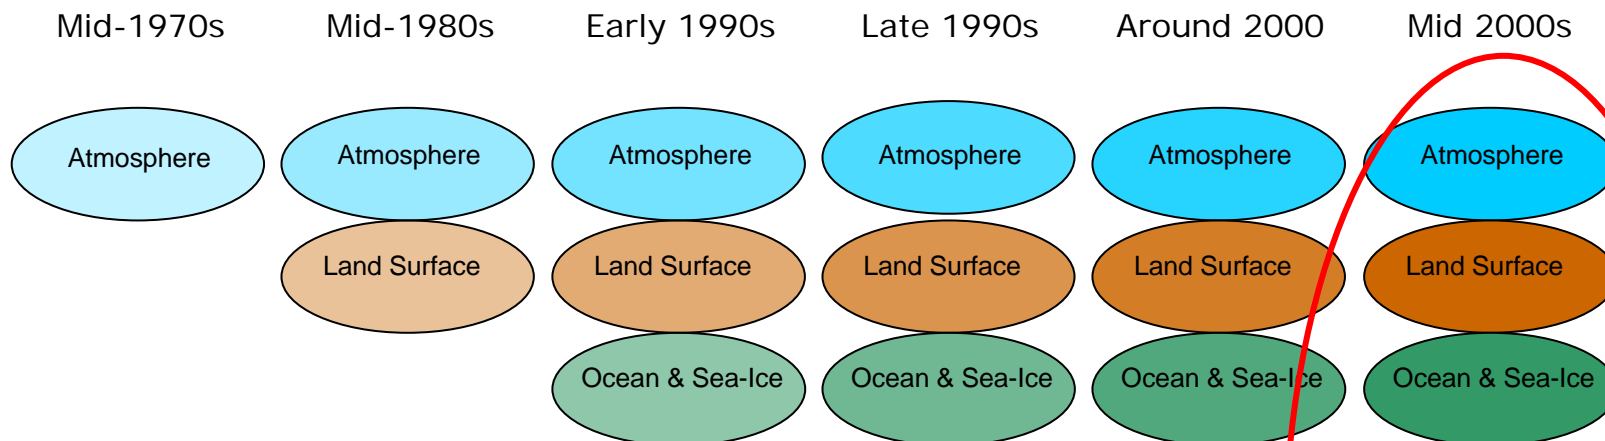 Mid-1970s Mid-1980s Early 1990s Late 1990s Around 2000 Mid 2000s
Atmosphere Atmosphere Atmosphere Atmosphere Atmosphere Atmosphere
Land Surface Land Surface Land Surface Land Surface Land Surface
Ocean & Sea-Ice Ocean & Sea-Ice Ocean & Sea-Ice Ocean & Sea-Ice